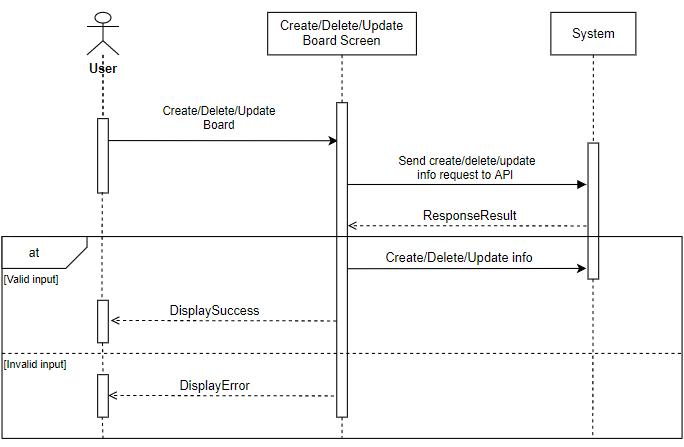 Create/Delete/Update
Board Screen
System
User
Create/Delete/Update
Board
Send create/delete/update
info request to API
ResponseResult
at
Create/Delete/Update info
[Valid input]
DisplaySuccess
[Invalid input]
DisplayError